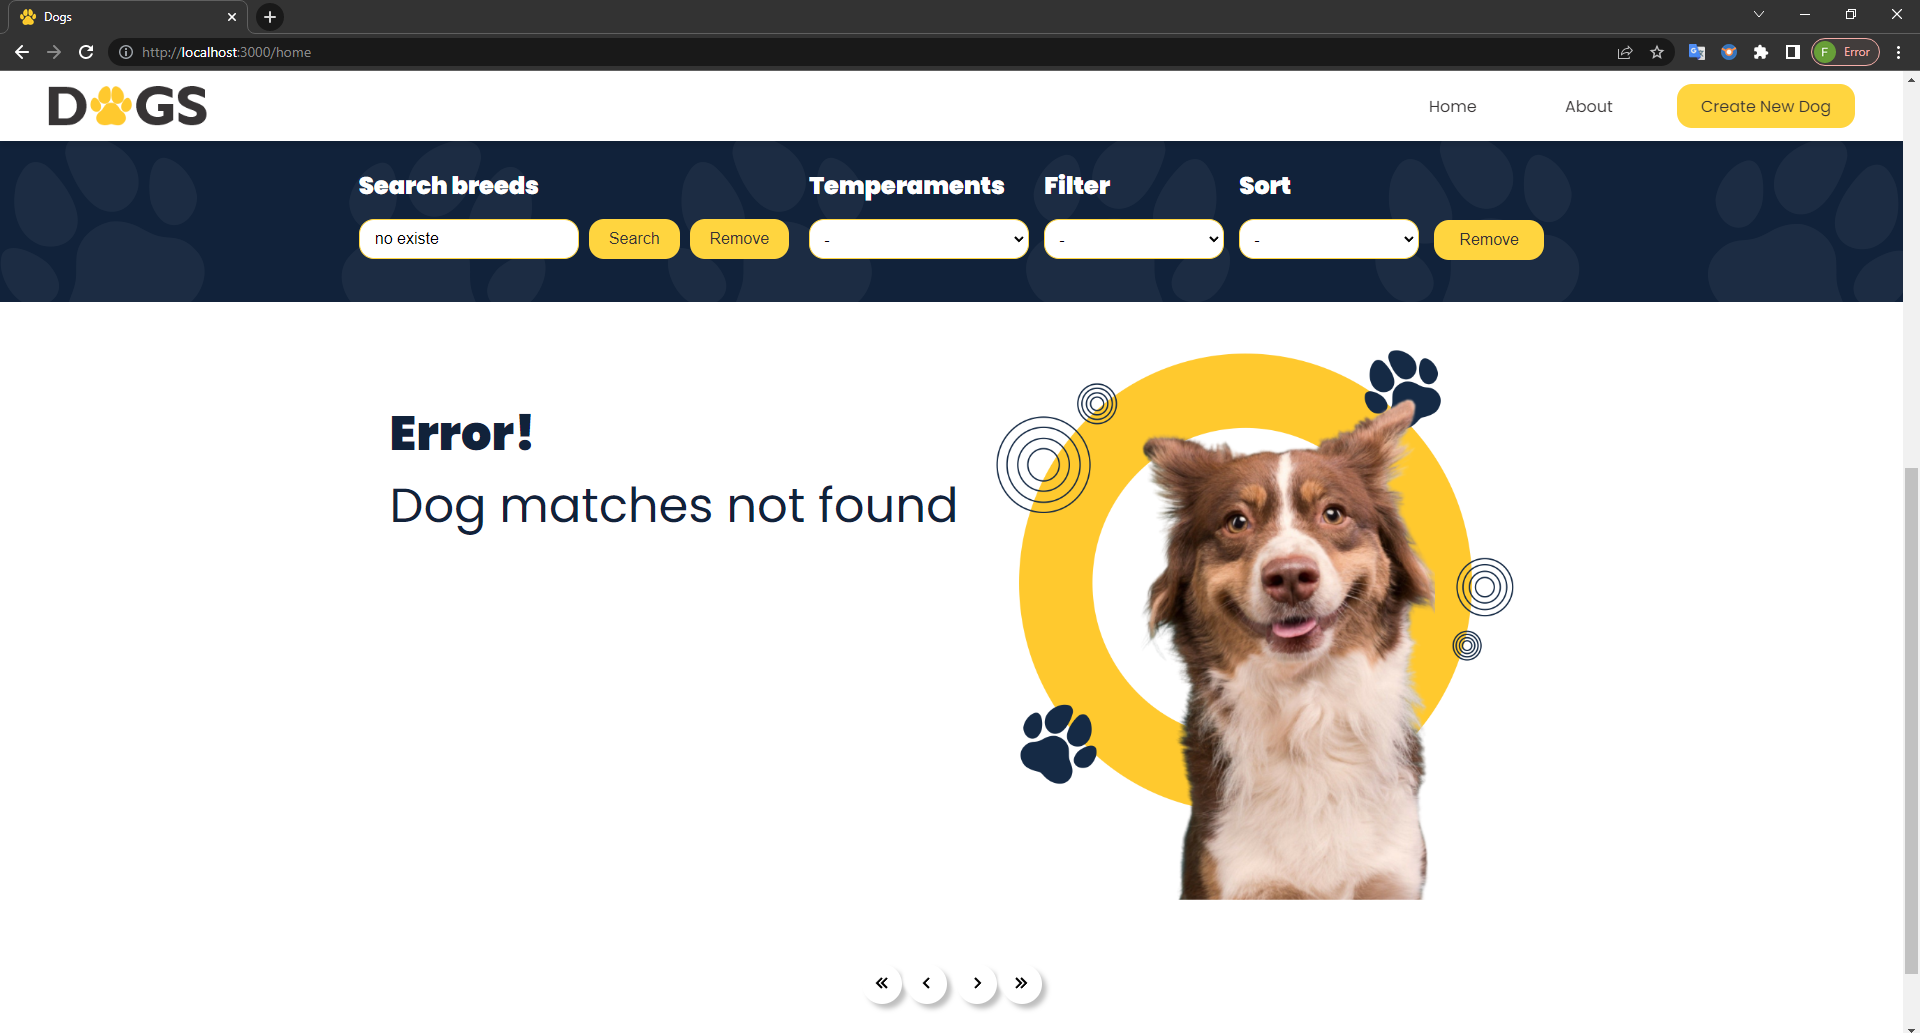 Dogs
http://localhost:3000/home
F Error
DOGS
Home About Create New Dog
Search breeds Temperaments Filter Sort
no existe Search Remove - - - Remove
Error!
Dog matches not found
« ‹ › »